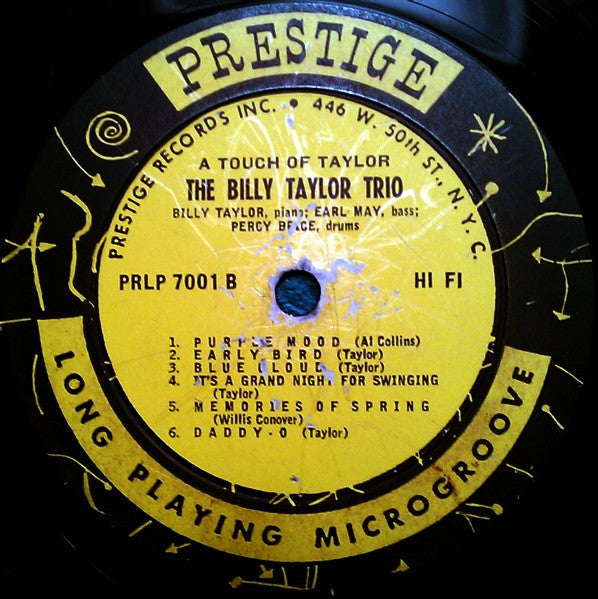 PRESTIGE
PRESTIGE RECORDS INC. • 446 W. 50th ST., N.Y.C.
A TOUCH OF TAYLOR
THE BILLY TAYLOR TRIO
BILLY TAYLOR, piano; EARL MAY, bass;
PERCY BRICE, drums
PRLP 7001 B
HI FI
1. PURPLE MOOD (Al Collins)
2. EARLY BIRD (Taylor)
3. BLUE CLOUD (Taylor)
4. IT'S A GRAND NIGHT FOR SWINGING
(Taylor)
5. MEMORIES OF SPRING
(Willis Conover)
6. DADDY-O (Taylor)
LONG PLAYING MICROGROOVE